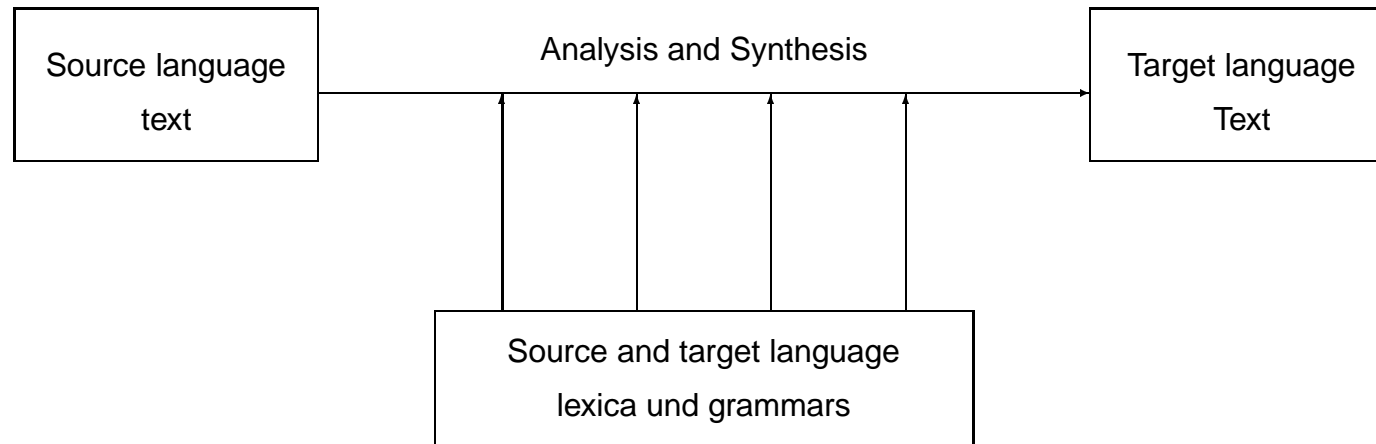 Source language
text
Analysis and Synthesis
Target language
Text
Source and target language
lexica und grammars